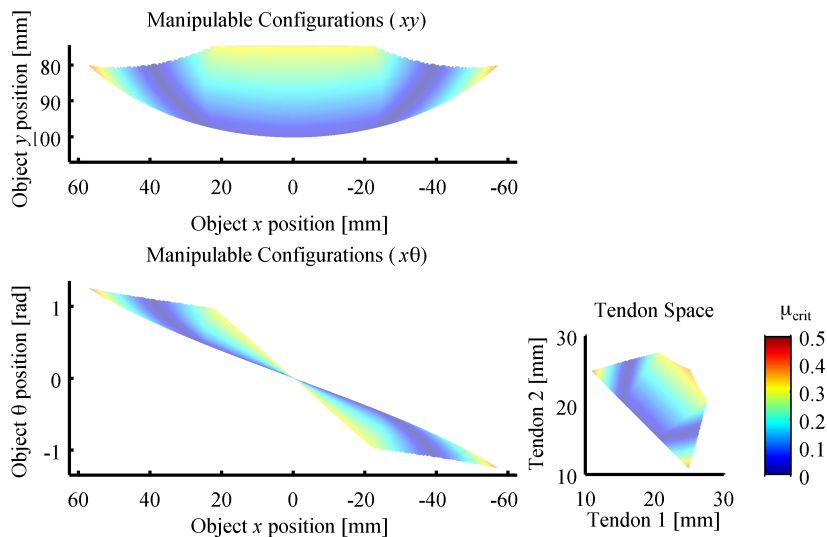 Manipulable Configurations (xy)
Object y position [mm]
80
90
100
60 40 20 0 -20 -40 -60
Object x position [mm]
Manipulable Configurations (xθ)
Object θ position [rad]
1
0
-1
60 40 20 0 -20 -40 -60
Object x position [mm]
Tendon Space
Tendon 2 [mm]
30
20
10
10 20 30
Tendon 1 [mm]
μcrit
0.5
0.4
0.3
0.2
0.1
0